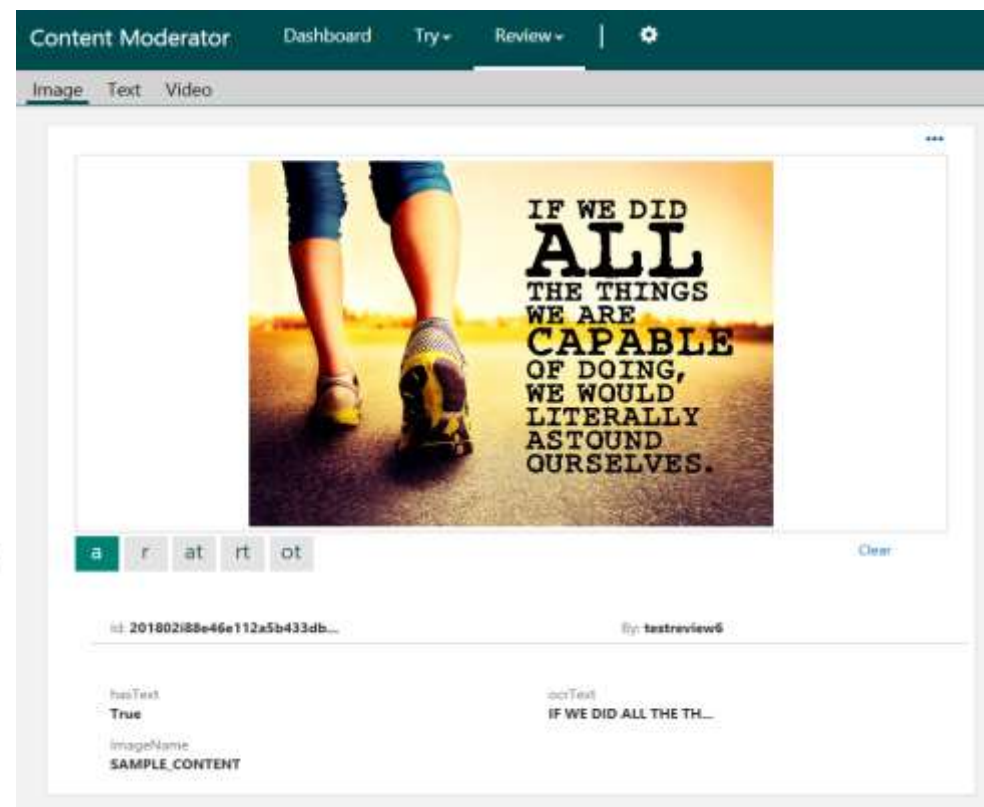 Content Moderator Dashboard Try Review
Image Text Video
...
IF WE DID
ALL
THE THINGS
WE ARE
CAPABLE
OF DOING,
WE WOULD
LITERALLY
ASTOUND
OURSELVES.
a r at rt ot Clear
id: 201802i88e46e112a5b433db... By: testreview6
hasText ocrText
True IF WE DID ALL THE TH...
ImageName
SAMPLE_CONTENT